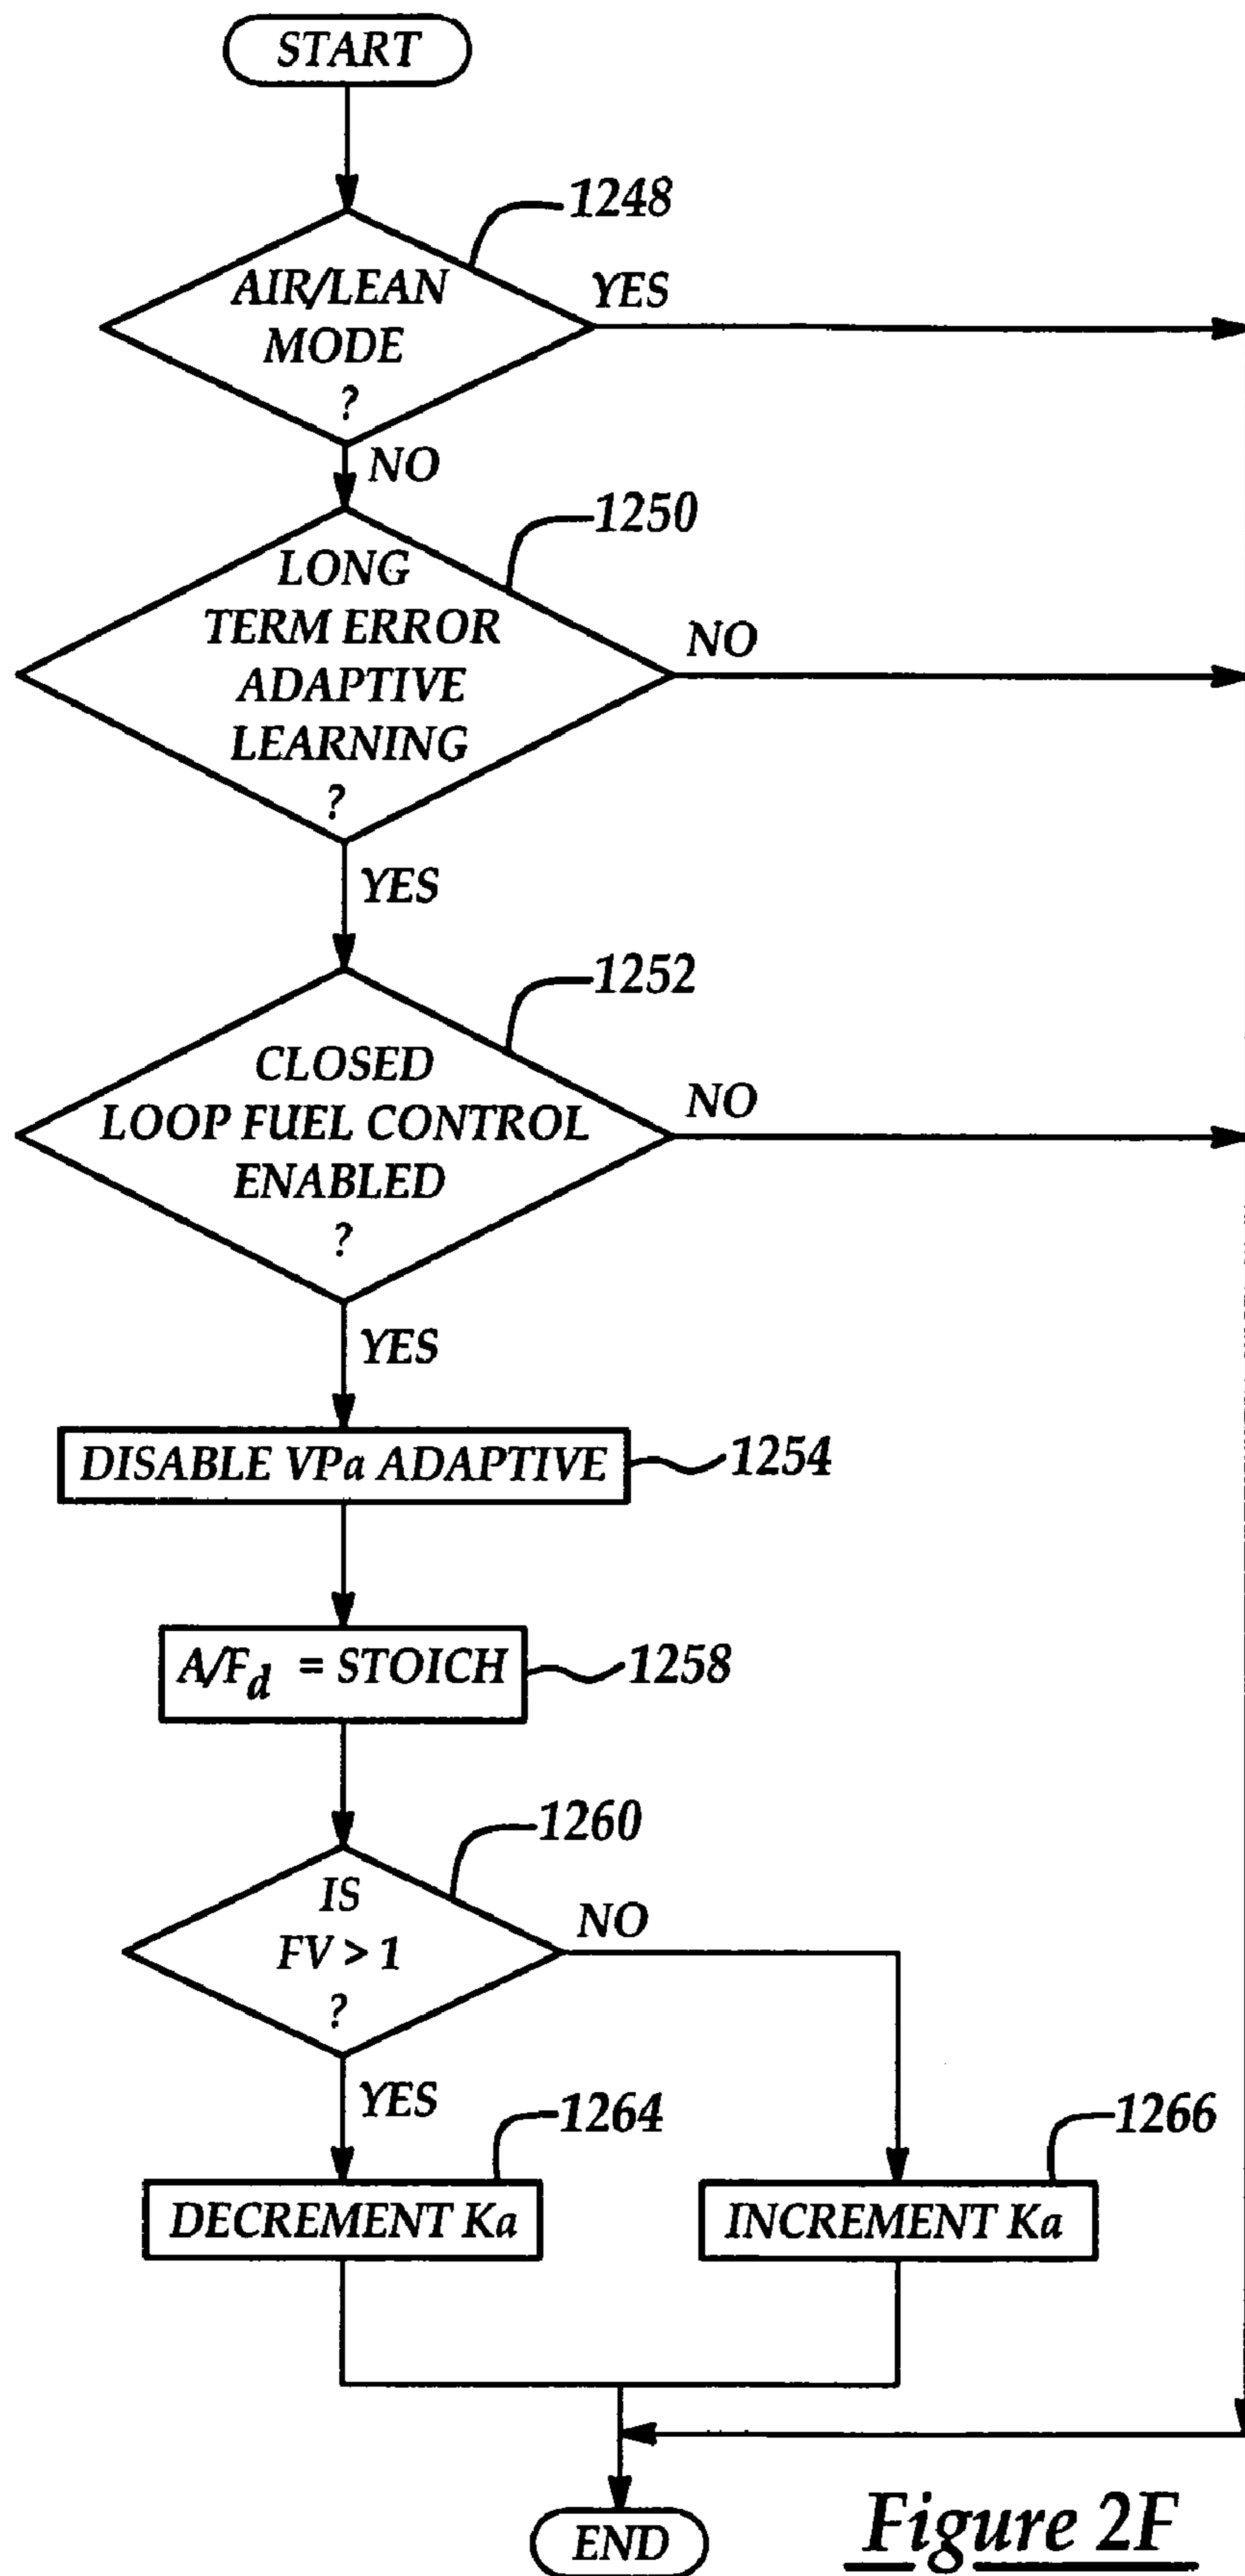 START
1248
AIR/LEAN
MODE
?
YES
NO
1250
LONG
TERM ERROR
ADAPTIVE
LEARNING
?
NO
YES
1252
CLOSED
LOOP FUEL CONTROL
ENABLED
?
NO
YES
DISABLE VPa ADAPTIVE
1254
A/Fd = STOICH
1258
1260
IS
FV > 1
?
NO
YES
1264
1266
DECREMENT Ka
INCREMENT Ka
END
Figure 2F